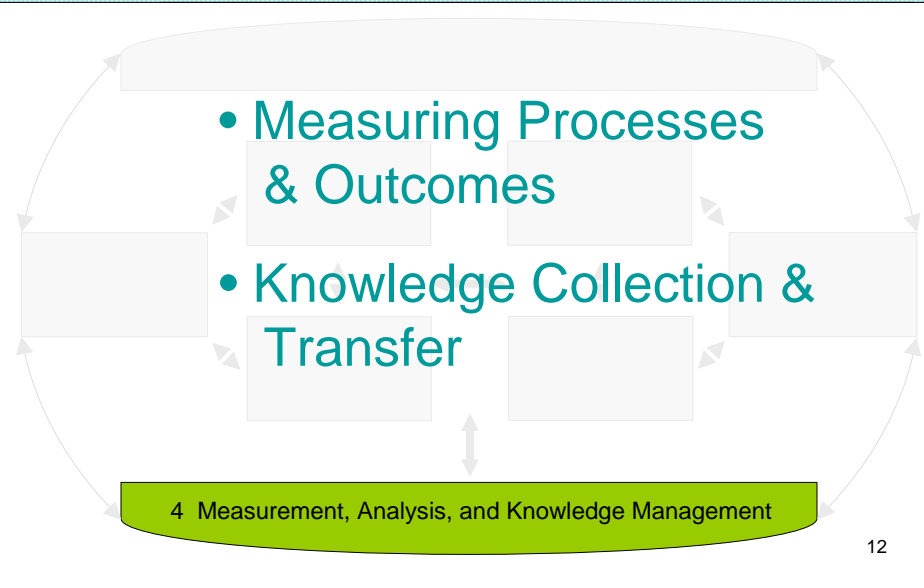 • Measuring Processes
& Outcomes
• Knowledge Collection &
Transfer
4 Measurement, Analysis, and Knowledge Management
12